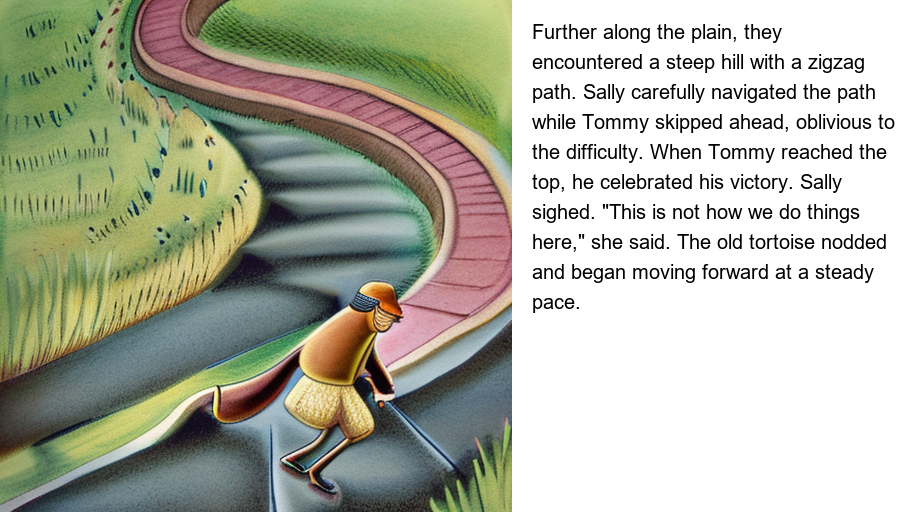 Further along the plain, they
encountered a steep hill with a zigzag
path. Sally carefully navigated the path
while Tommy skipped ahead, oblivious to
the difficulty. When Tommy reached the
top, he celebrated his victory. Sally
sighed. "This is not how we do things
here," she said. The old tortoise nodded
and began moving forward at a steady
pace.